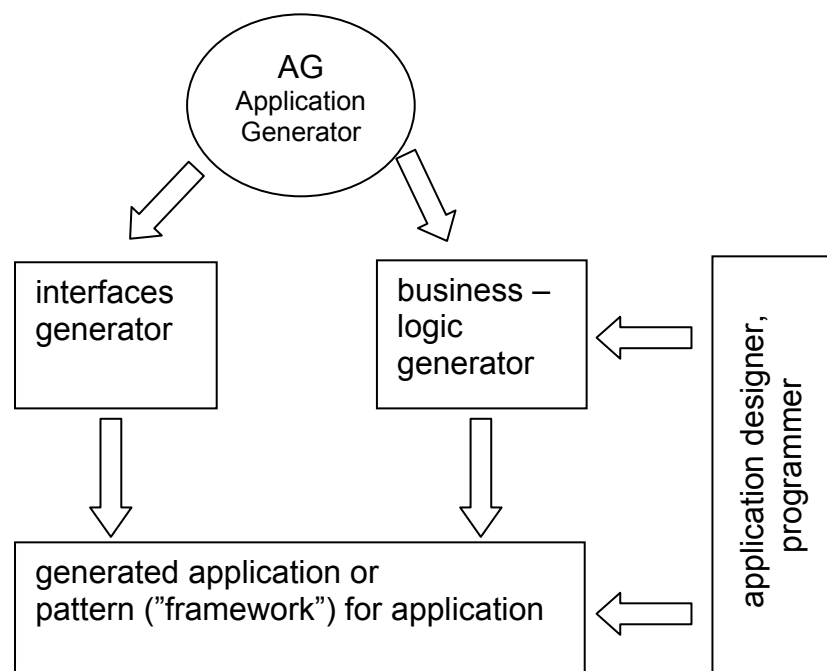 AG
Application
Generator
interfaces
generator
business –
logic
generator
application designer,
programmer
generated application or
pattern (”framework”) for application